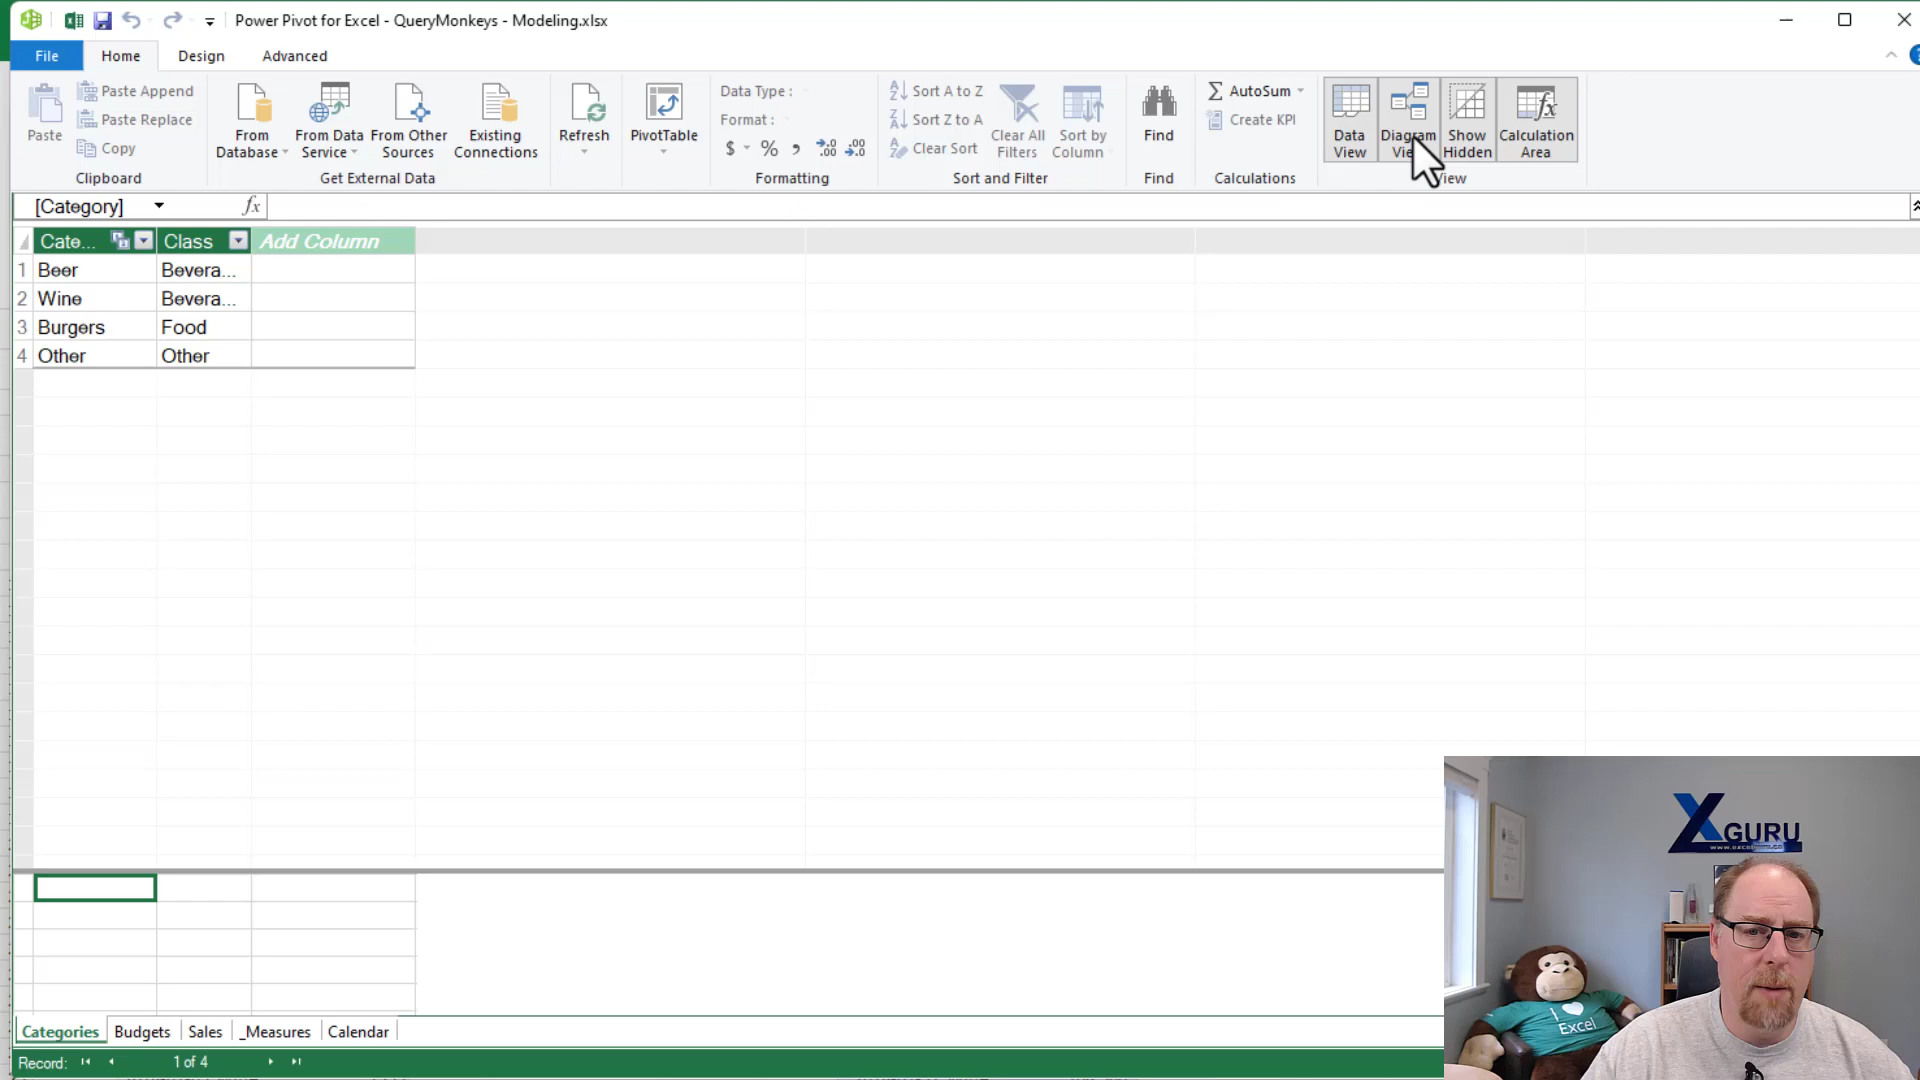 Power Pivot for Excel - QueryMonkeys - Modeling.xlsx
File Home Design Advanced
Paste
Paste Append
Paste Replace
Copy
Clipboard
From Database
From Data Service
From Other Sources
Existing Connections
Get External Data
Refresh
PivotTable
Data Type :
Format :
$ % , .00 .00
Formatting
Sort A to Z
Sort Z to A
Clear Sort
Clear All Filters
Sort by Column
Sort and Filter
Find
Find
AutoSum
Create KPI
Calculations
Data View
Diagram
Show Hidden
Calculation Area
[Category] fx
Cate... Class Add Column
1 Beer Bevera...
2 Wine Bevera...
3 Burgers Food
4 Other Other
XGURU
I Excel
Categories Budgets Sales _Measures Calendar
Record: 1 of 4